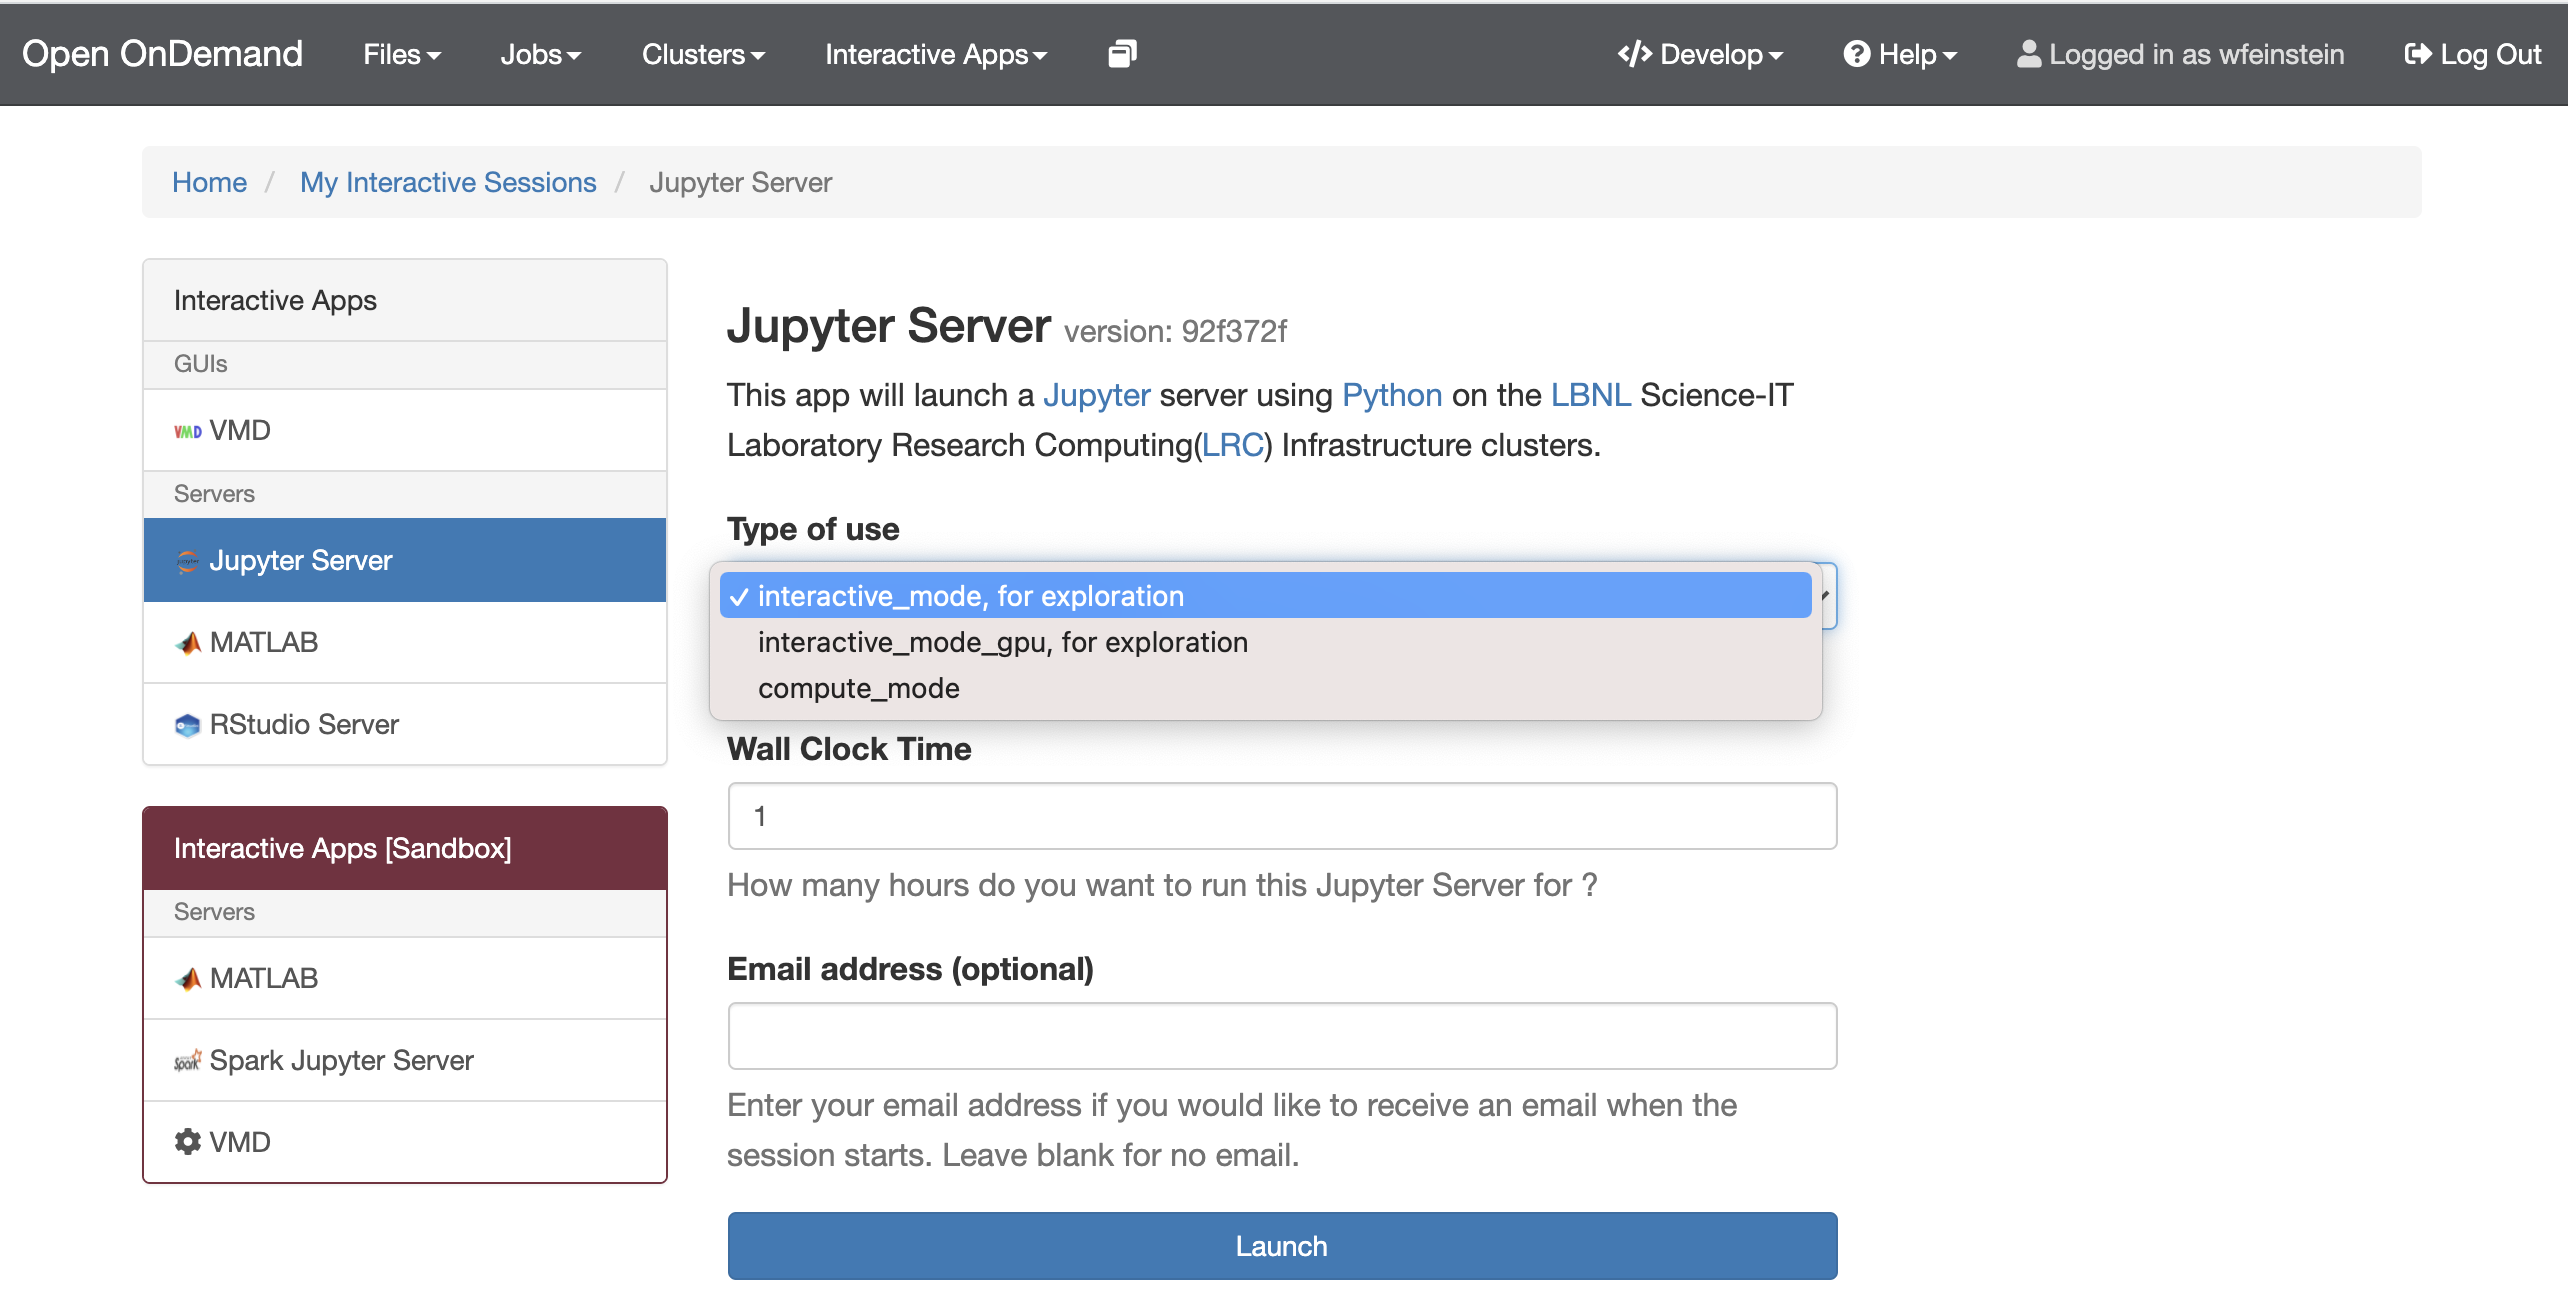 Open OnDemand Files Jobs Clusters Interactive Apps </> Develop Help Logged in as wfeinstein Log Out
Home / My Interactive Sessions / Jupyter Server
Interactive Apps
GUIs
VMD VMD
Servers
Jupyter Server
MATLAB
RStudio Server
Interactive Apps [Sandbox]
Servers
MATLAB
Spark Spark Jupyter Server
VMD
Jupyter Server version: 92f372f
This app will launch a Jupyter server using Python on the LBNL Science-IT
Laboratory Research Computing(LRC) Infrastructure clusters.
Type of use
✓ interactive_mode, for exploration
interactive_mode_gpu, for exploration
compute_mode
Wall Clock Time
1
How many hours do you want to run this Jupyter Server for ?
Email address (optional)
Enter your email address if you would like to receive an email when the
session starts. Leave blank for no email.
Launch